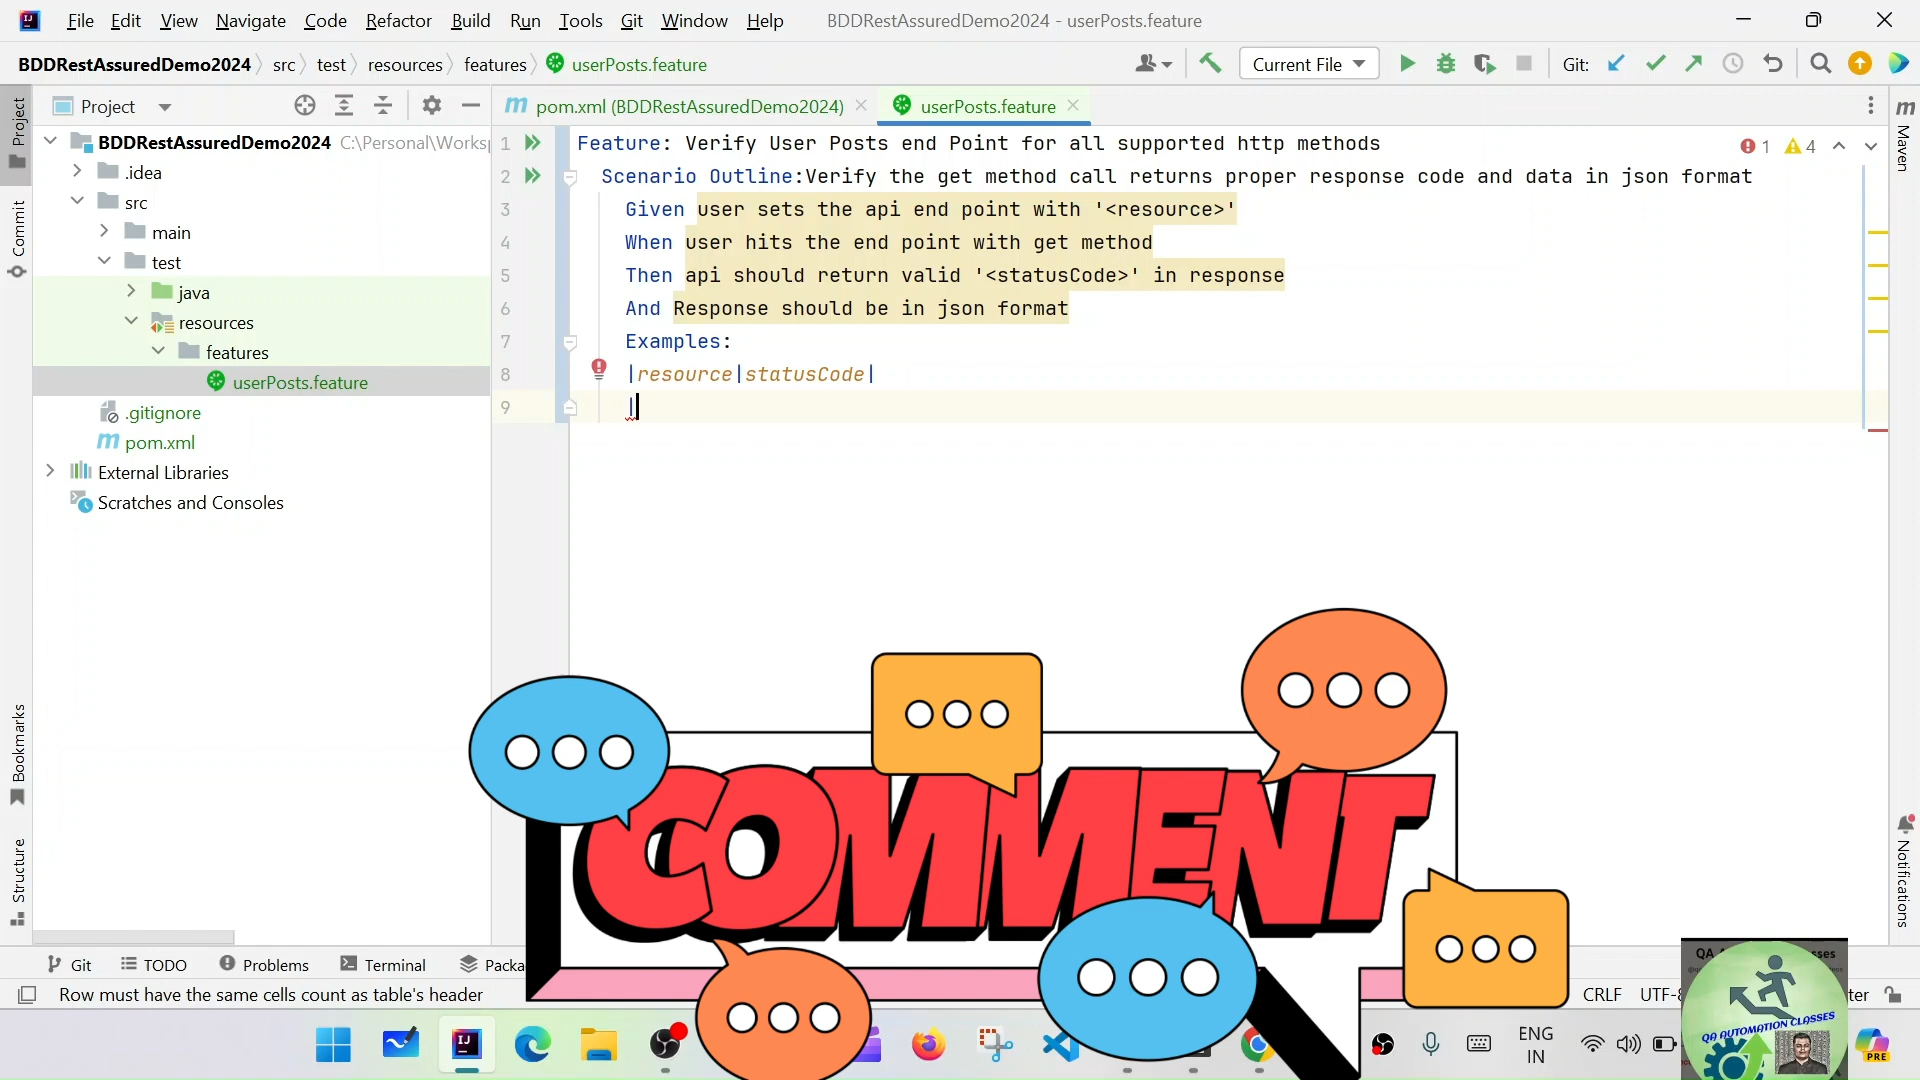 File Edit View Navigate Code Refactor Build Run Tools Git Window Help BDDRestAssuredDemo2024 - userPosts.feature
BDDRestAssuredDemo2024 src test resources features userPosts.feature Current File Git:
Project pom.xml (BDDRestAssuredDemo2024) userPosts.feature
Project
Commit
Bookmarks
Structure
BDDRestAssuredDemo2024 C:\Personal\Works
.idea
src
main
test
java
resources
features
userPosts.feature
.gitignore
pom.xml
External Libraries
Scratches and Consoles
1 Feature: Verify User Posts end Point for all supported http methods
2 Scenario Outline:Verify the get method call returns proper response code and data in json format
3 Given user sets the api end point with '<resource>'
4 When user hits the end point with get method
5 Then api should return valid '<statusCode>' in response
6 And Response should be in json format
7 Examples:
8 |resource|statusCode|
9 |
1 4
Maven
Notifications
COMMENT
Git TODO Problems Terminal Packa
Row must have the same cells count as table's header CRLF UTF-8 ter
ENG
IN
PRE
QA AUTOMATION CLASSES